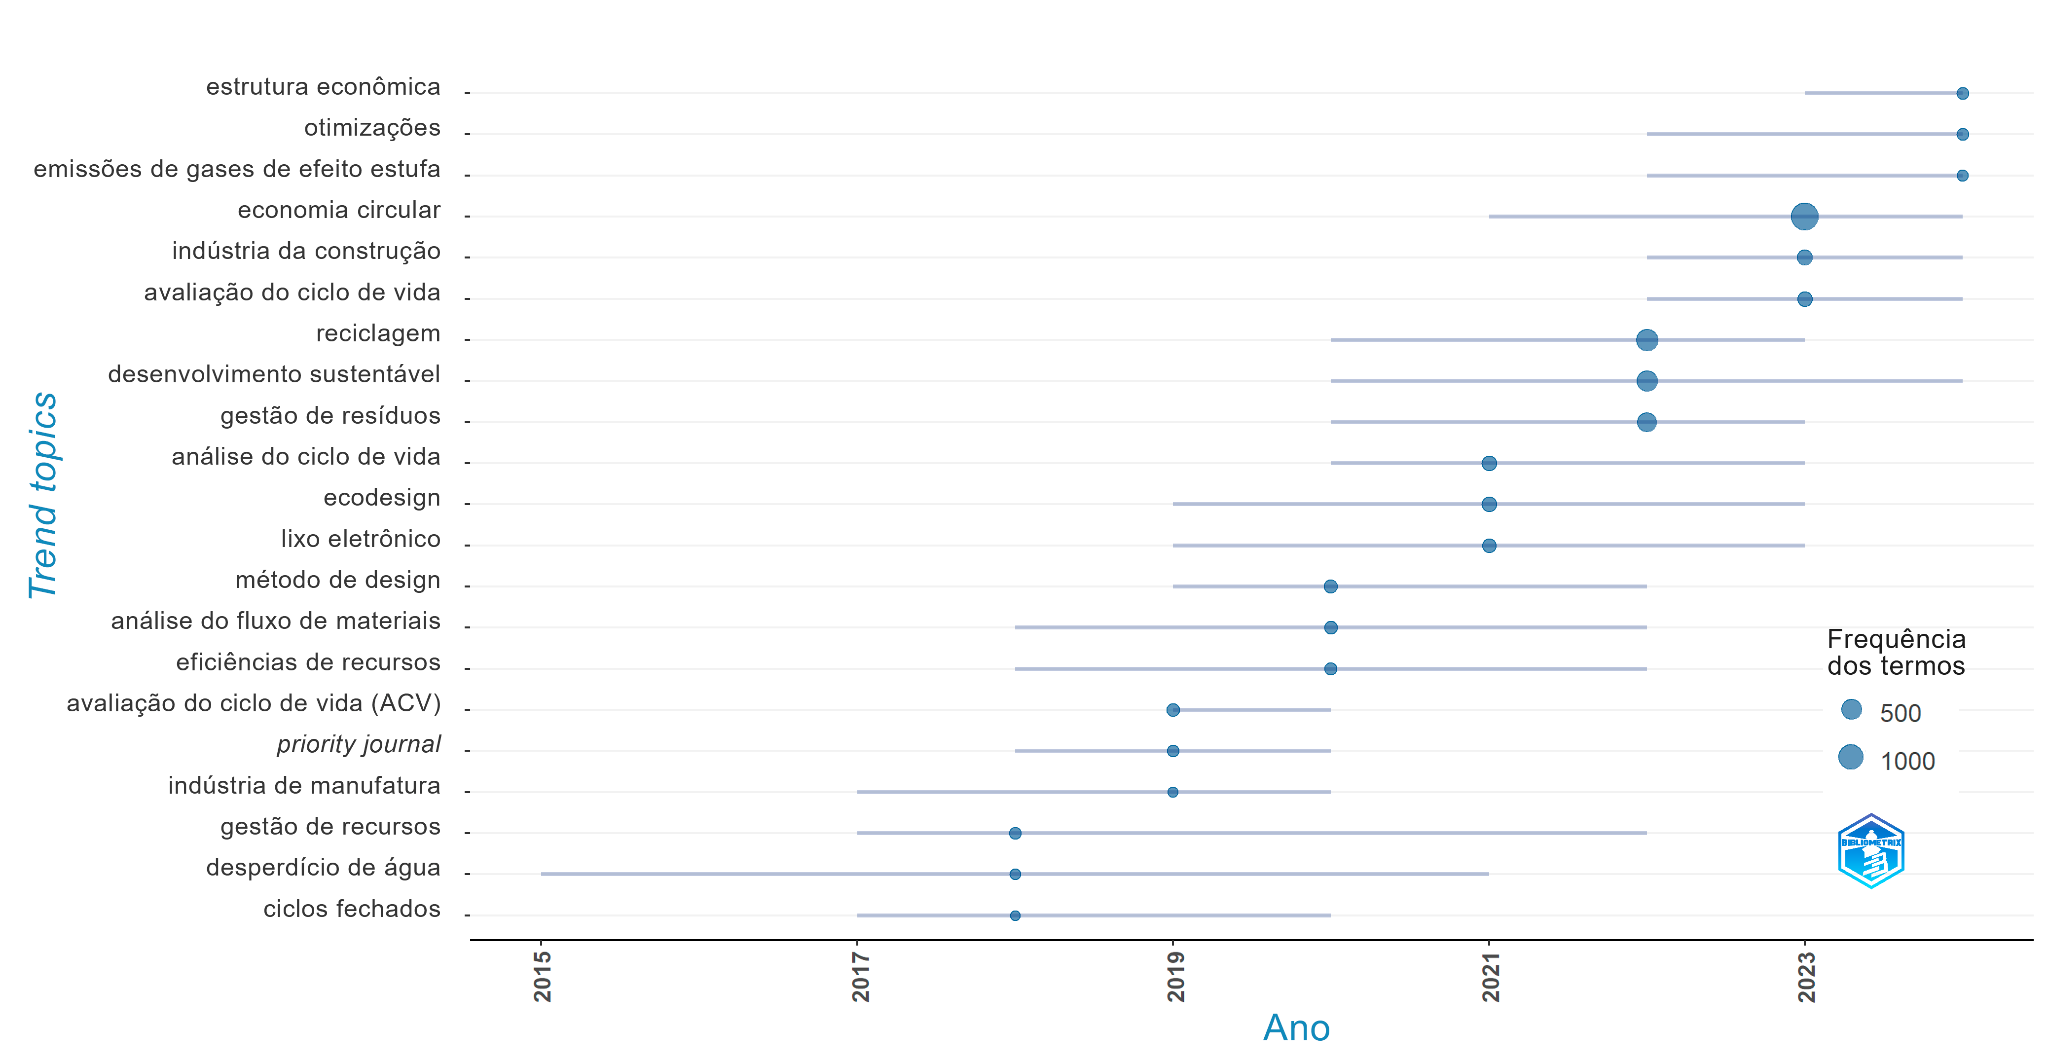 estrutura econômica
otimizações
emissões de gases de efeito estufa
economia circular
indústria da construção
avaliação do ciclo de vida
reciclagem
desenvolvimento sustentável
gestão de resíduos
análise do ciclo de vida
ecodesign
lixo eletrônico
método de design
análise do fluxo de materiais
eficiências de recursos
avaliação do ciclo de vida (ACV)
priority journal
indústria de manufatura
gestão de recursos
desperdício de água
ciclos fechados
Trend topics
2015
2017
2019
2021
2023
Ano
Frequência
dos termos
500
1000
BIBLIOMETRIX